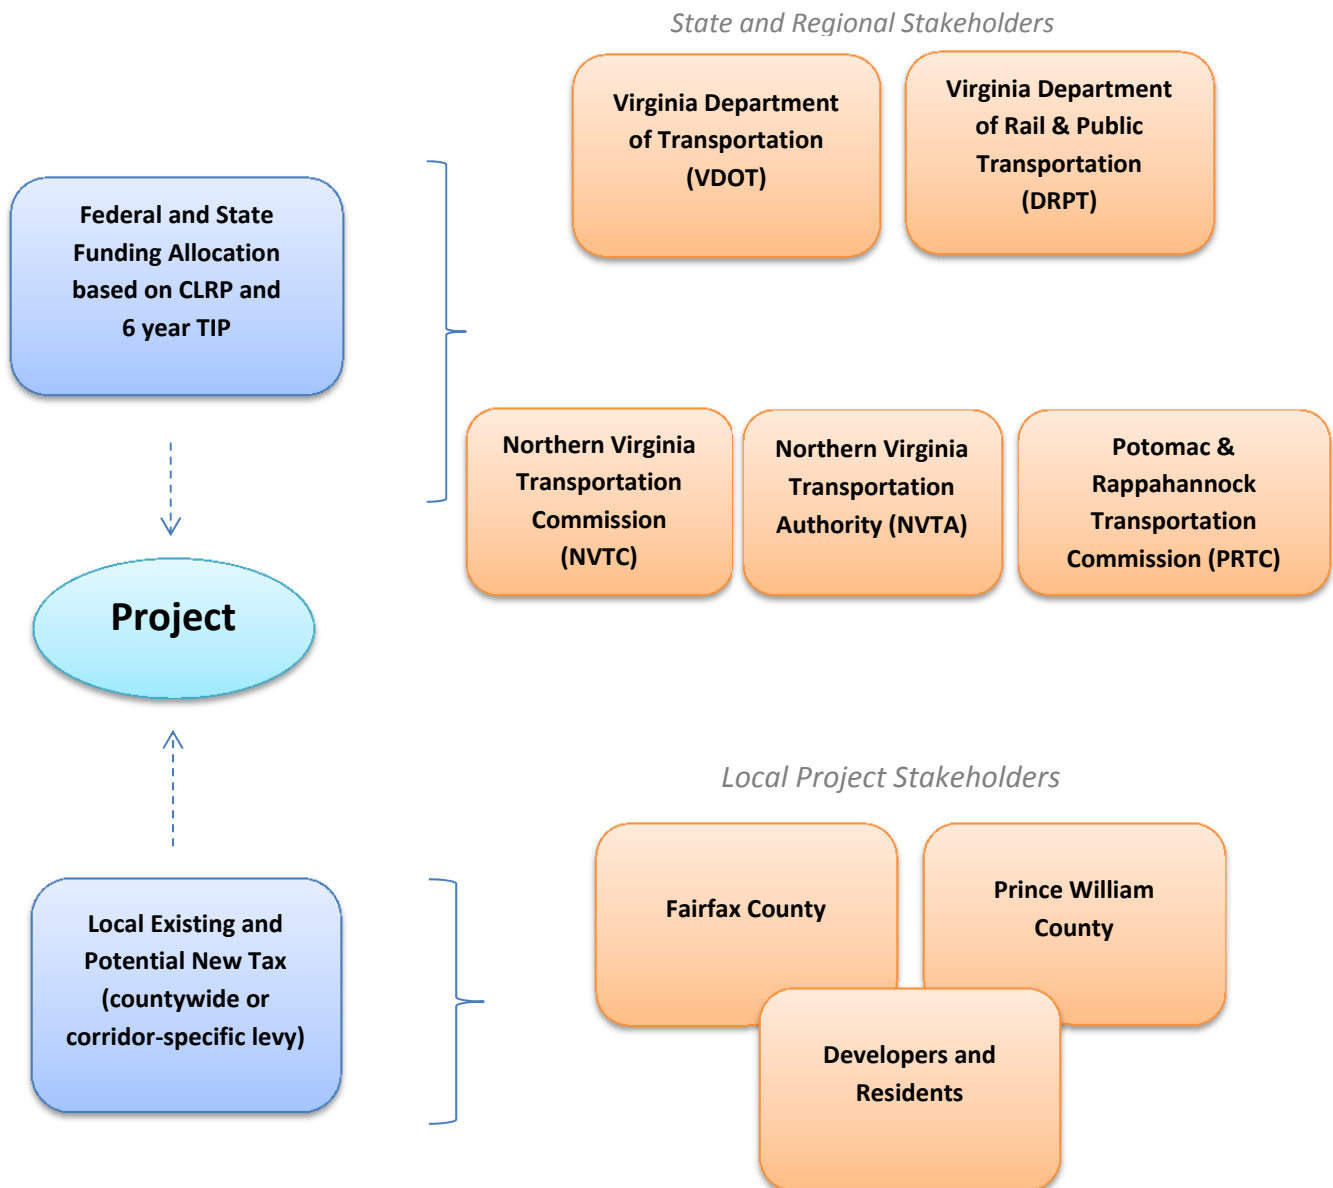 State and Regional Stakeholders
Virginia Department
of Transportation
(VDOT)
Virginia Department
of Rail & Public
Transportation
(DRPT)
Federal and State
Funding Allocation
based on CLRP and
6 year TIP
Northern Virginia
Transportation
Commission
(NVTC)
Northern Virginia
Transportation
Authority (NVTA)
Potomac &
Rappahannock
Transportation
Commission (PRTC)
Project
Local Project Stakeholders
Local Existing and
Potential New Tax
(countywide or
corridor-specific levy)
Fairfax County
Prince William
County
Developers and
Residents